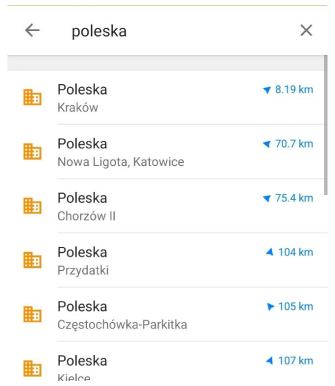 poleska
Poleska
8.19 km
Kraków
Poleska
70.7 km
Nowa Ligota, Katowice
Poleska
75.4 km
Chorzów II
Poleska
104 km
Przydatki
Poleska
105 km
Częstochówka-Parkitka
Poleska
107 km
Kielce